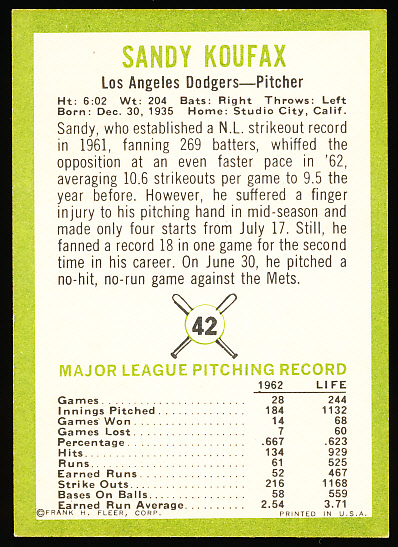 SANDY KOUFAX
Los Angeles Dodgers—Pitcher
Ht: 6:02 Wt: 204 Bats: Right Throws: Left
Born: Dec. 30, 1935 Home: Studio City, Calif.
Sandy, who established a N.L. strikeout record
in 1961, fanning 269 batters, whiffed the
opposition at an even faster pace in '62,
averaging 10.6 strikeouts per game to 9.5 the
year before. However, he suffered a finger
injury to his pitching hand in mid-season and
made only four starts from July 17. Still, he
fanned a record 18 in one game for the second
time in his career. On June 30, he pitched a
no-hit, no-run game against the Mets.
42
MAJOR LEAGUE PITCHING RECORD
1962 LIFE
Games 28 244
Innings Pitched 184 1132
Games Won 14 68
Games Lost 7 60
Percentage .667 .623
Hits 134 929
Runs 61 525
Earned Runs 52 467
Strike Outs 216 1168
Bases On Balls 58 559
Earned Run Average 2.54 3.71
©FRANK H. FLEER, CORP. PRINTED IN U.S.A.